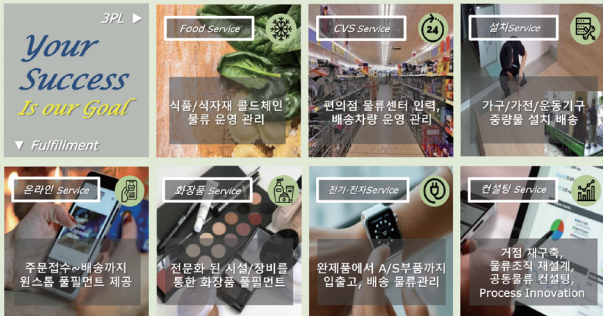 3PL ▶
Your
Success
Is our Goal
▼ Fulfillment
Food Service
식품/식자재 콜드체인
물류 운영 관리
CVS Service
24
편의점 물류센터 인력,
배송차량 운영 관리
설치Service
가구/가전/운동기구
중량물 설치 배송
온라인 Service
주문접수~배송까지
원스톱 풀필먼트 제공
화장품 Service
전문화 된 시설/장비를
통한 화장품 풀필먼트
전기·전자Service
완제품에서 A/S부품까지
입출고, 배송 물류관리
컨설팅 Service
거점 재구축,
물류조직 재설계,
공동물류 컨설팅,
Process Innovation